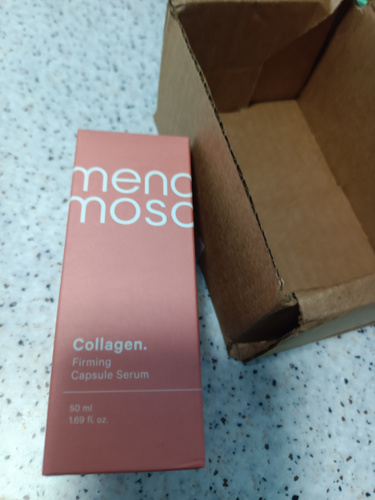 meno
moso
Collagen.
Firming
Capsule Serum
50 ml
1.69 fl. oz.